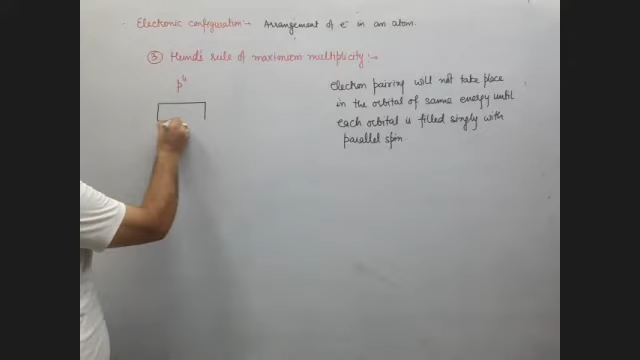 Electronic configuration:- Arrangement of e⁻ in an atom.
③ Hund's rule of maximum multiplicity:-
p⁴
electron pairing will not take place
in the orbital of same energy until
each orbital is filled singly with
parallel spin